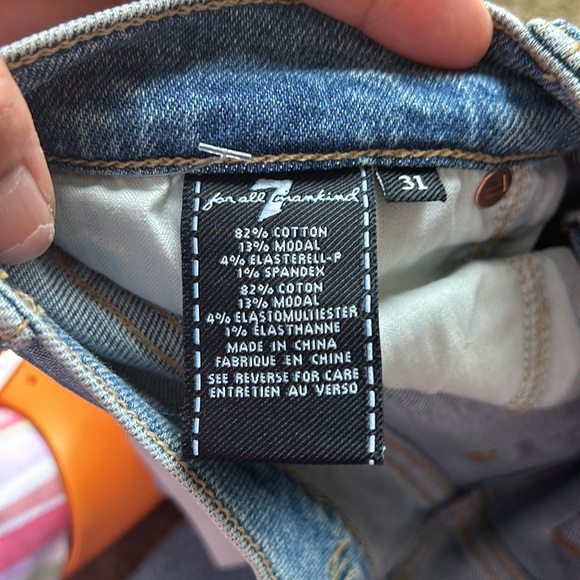 7
for all mankind
31
82% COTTON
13% MODAL
4% ELASTERELL-P
1% SPANDEX
82% COTON
13% MODAL
4% ELASTOMULTIESTER
1% ELASTHANNE
MADE IN CHINA
FABRIQUE EN CHINE
SEE REVERSE FOR CARE
ENTRETIEN AU VERSO